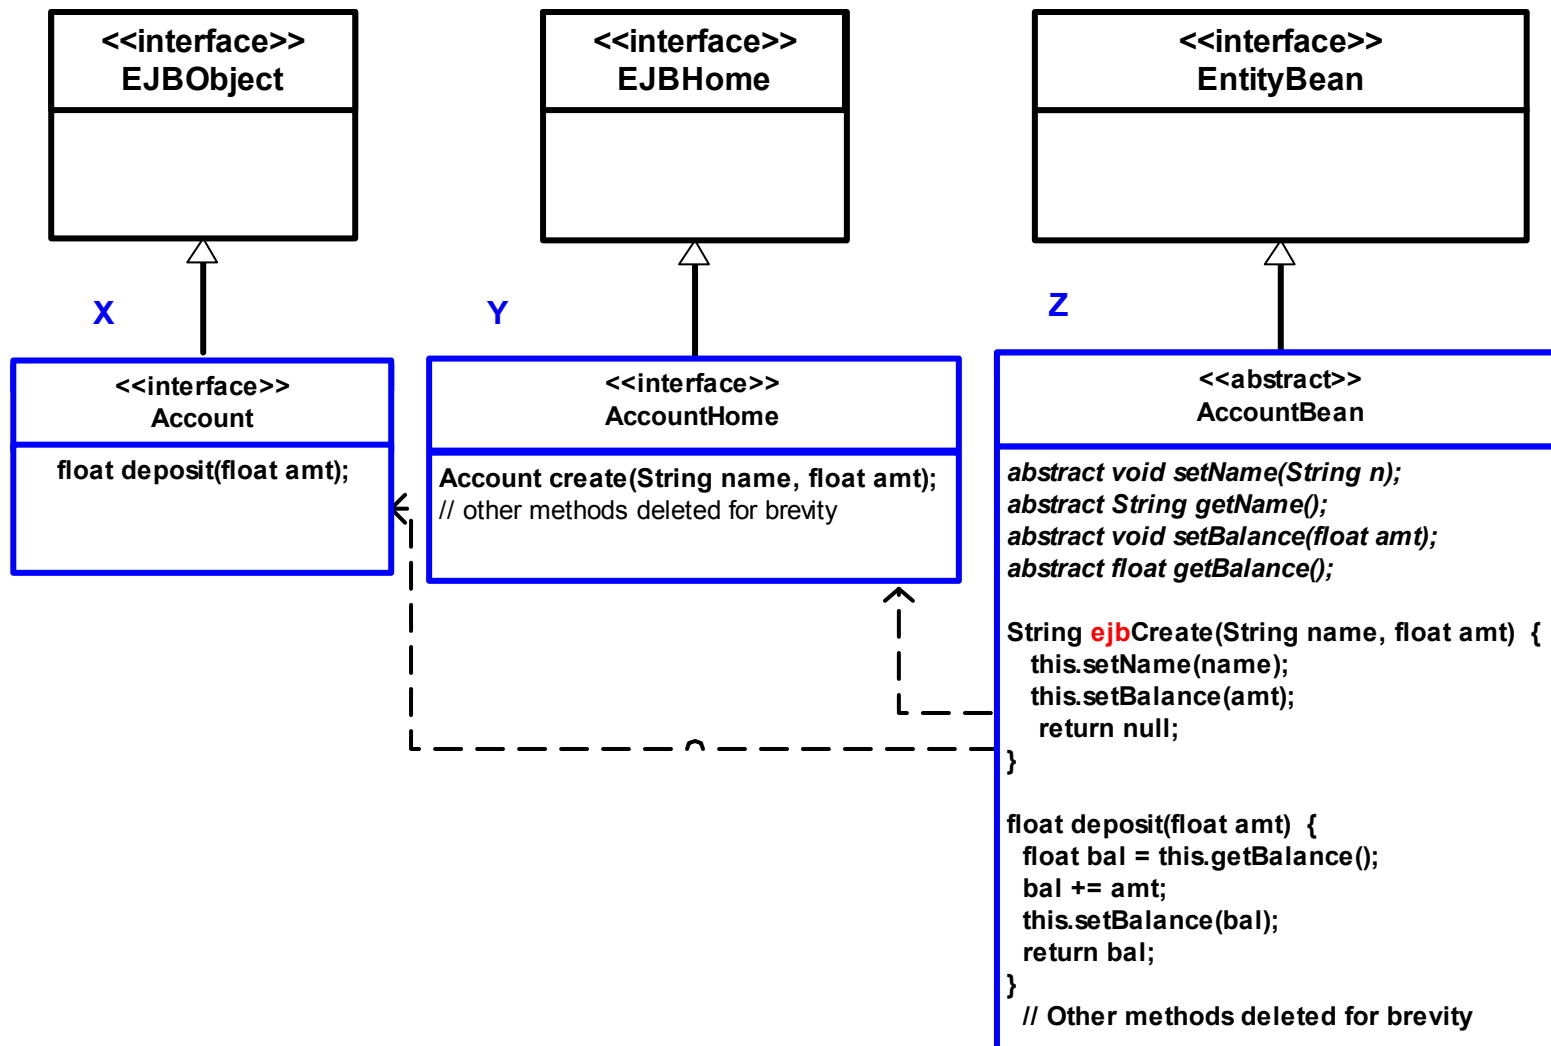 <<interface>>
EJBObject
<<interface>>
EJBHome
<<interface>>
EntityBean
X
Y
Z
<<interface>>
Account
float deposit(float amt);
<<interface>>
AccountHome
Account create(String name, float amt);
// other methods deleted for brevity
<<abstract>>
AccountBean
abstract void setName(String n);
abstract String getName();
abstract void setBalance(float amt);
abstract float getBalance();
String ejbCreate(String name, float amt) {
this.setName(name);
this.setBalance(amt);
return null;
}
float deposit(float amt) {
float bal = this.getBalance();
bal += amt;
this.setBalance(bal);
return bal;
}
// Other methods deleted for brevity